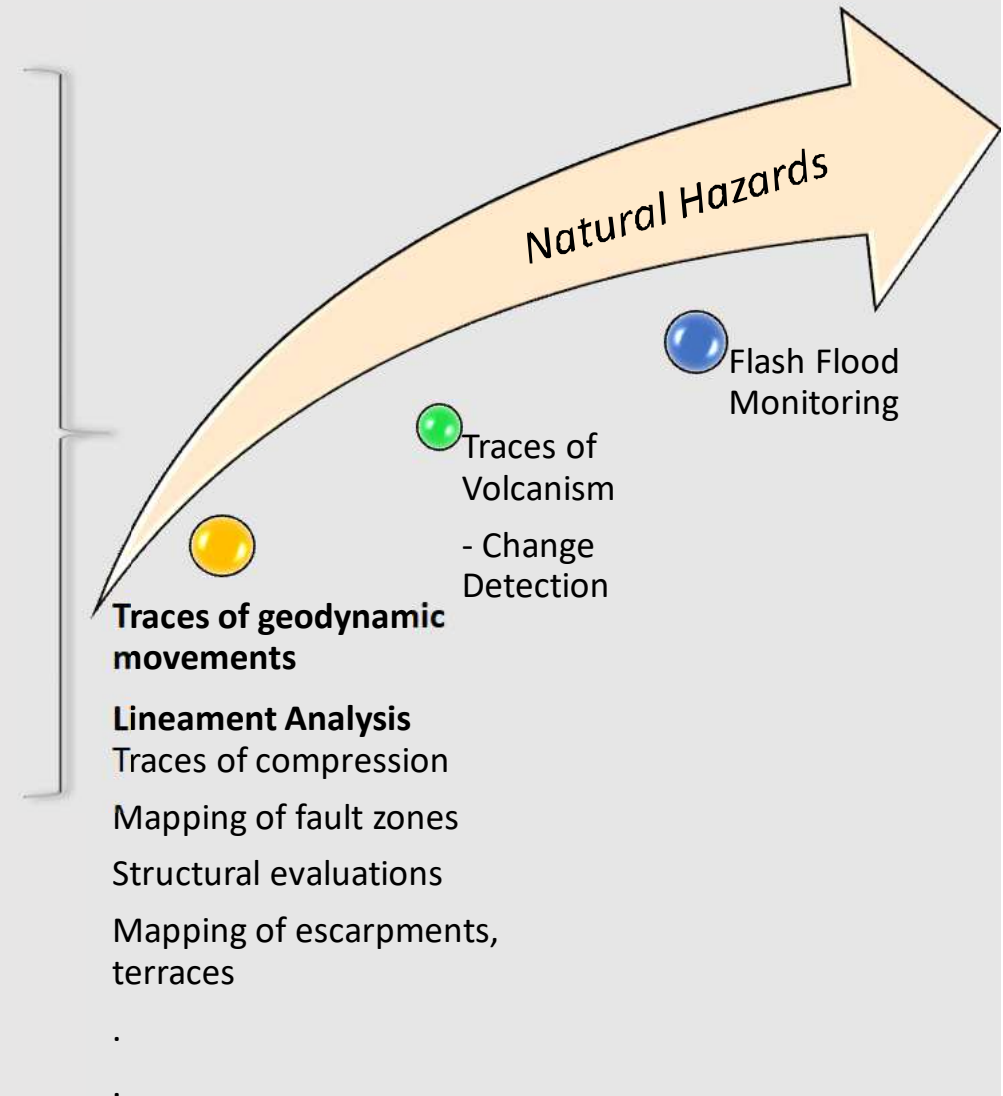 Natural Hazards
Flash Flood
Monitoring
Traces of
Volcanism
- Change
Detection
Traces of geodynamic
movements
Lineament Analysis
Traces of compression
Mapping of fault zones
Structural evaluations
Mapping of escarpments,
terraces
.
.